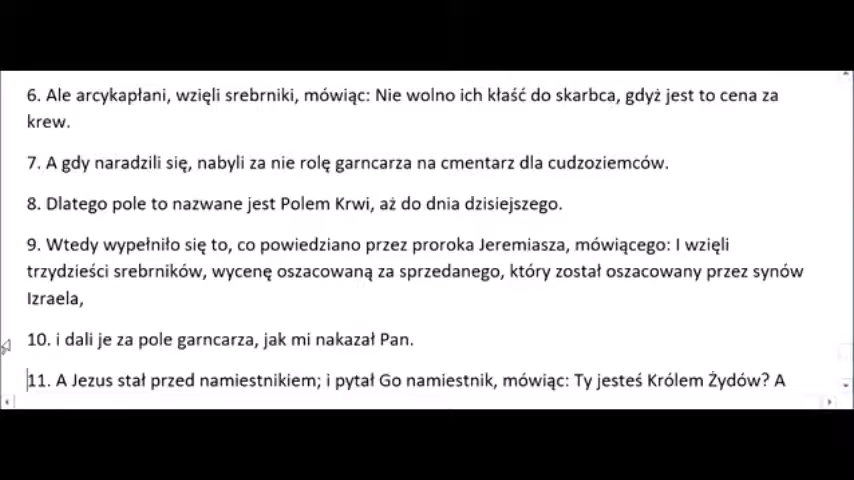 6. Ale arcykapłani, wzięli srebrniki, mówiąc: Nie wolno ich kłaść do skarbca, gdyż jest to cena za
krew.
7. A gdy naradzili się, nabyli za nie rolę garncarza na cmentarz dla cudzoziemców.
8. Dlatego pole to nazwane jest Polem Krwi, aż do dnia dzisiejszego.
9. Wtedy wypełniło się to, co powiedziano przez proroka Jeremiasza, mówiącego: I wzięli
trzydzieści srebrników, wycenę oszacowaną za sprzedanego, który został oszacowany przez synów
Izraela,
10. i dali je za pole garncarza, jak mi nakazał Pan.
11. A Jezus stał przed namiestnikiem; i pytał Go namiestnik, mówiąc: Ty jesteś Królem Żydów? A